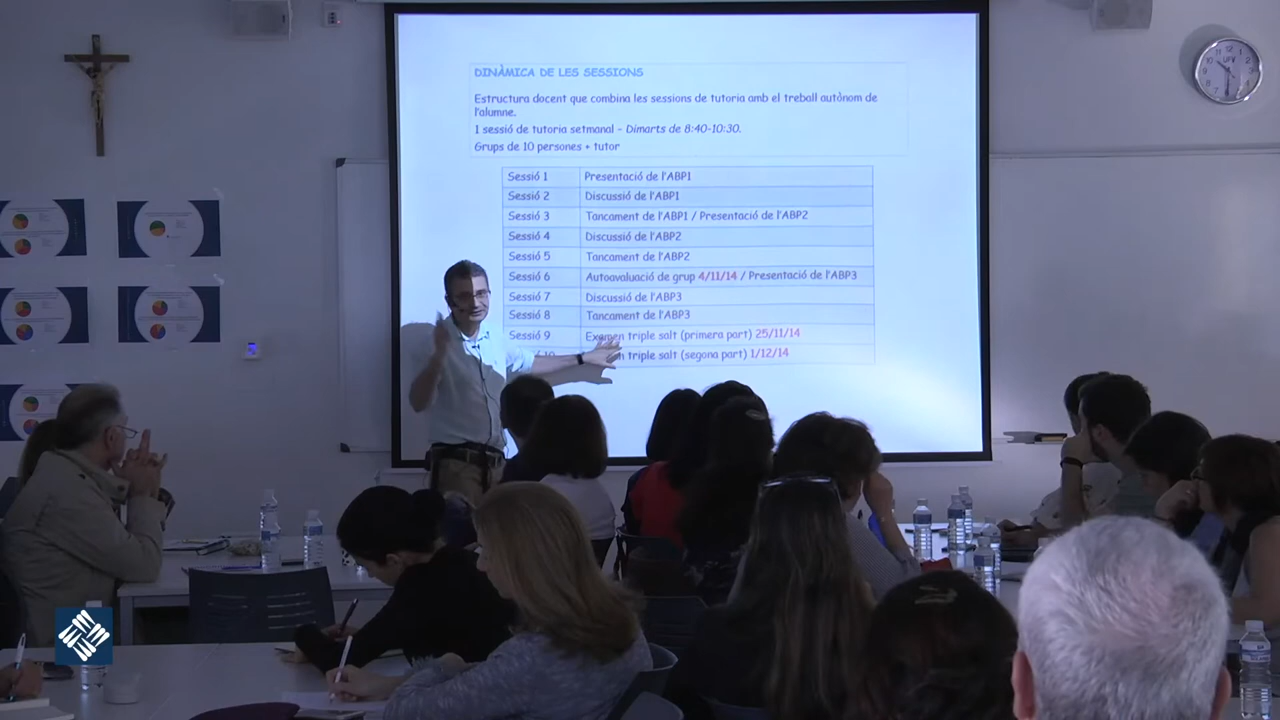 DINÀMICA DE LES SESSIONS
Estructura docent que combina les sessions de tutoria amb el treball autònom de
l'alumne.
1 sessió de tutoria setmanal - Dimarts de 8:40-10:30.
Grups de 10 persones + tutor
Sessió 1 Presentació de l'ABP1
Sessió 2 Discussió de l'ABP1
Sessió 3 Tancament de l'ABP1 / Presentació de l'ABP2
Sessió 4 Discussió de l'ABP2
Sessió 5 Tancament de l'ABP2
Sessió 6 Autoavaluació de grup 4/11/14 / Presentació de l'ABP3
Sessió 7 Discussió de l'ABP3
Sessió 8 Tancament de l'ABP3
Sessió 9 Examen triple salt (primera part) 25/11/14
10 triple salt (segona part) 1/12/14
UFV